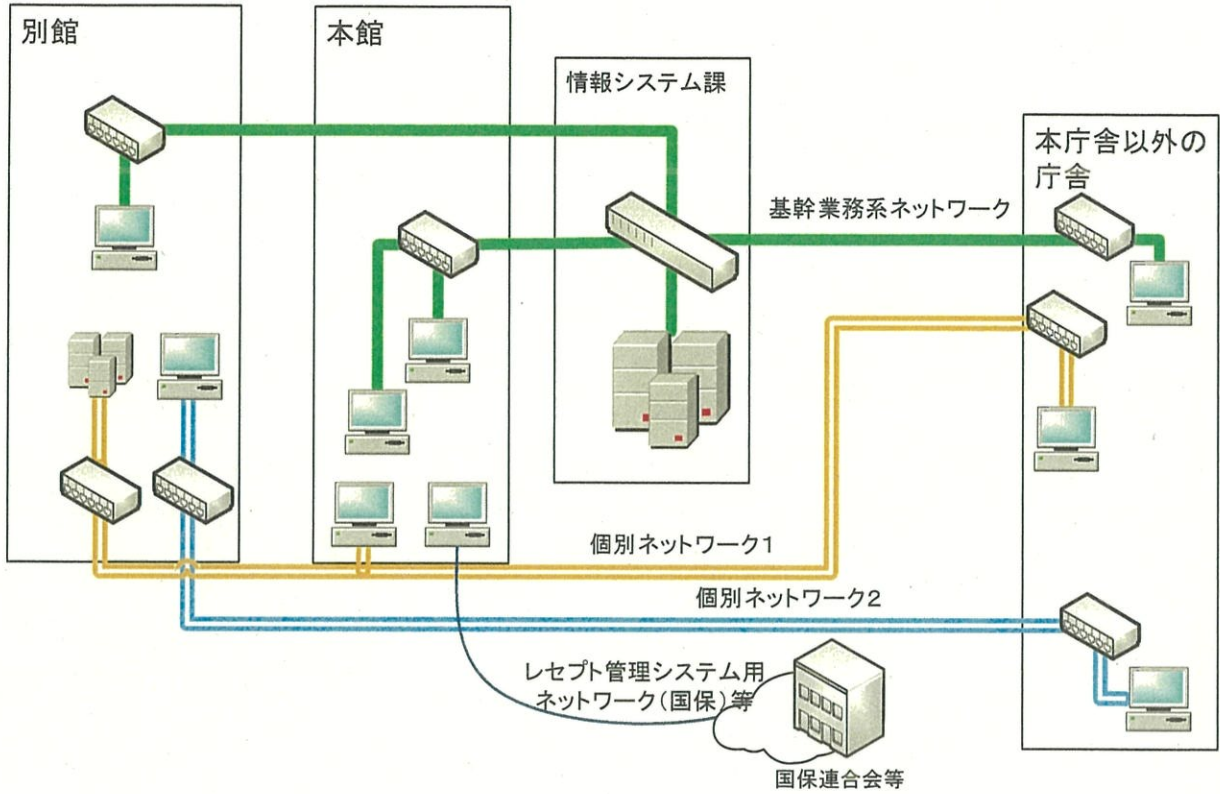 別館
本館
情報システム課
本庁舎以外の
庁舎
基幹業務系ネットワーク
個別ネットワーク1
個別ネットワーク2
レセプト管理システム用
ネットワーク(国保)等
国保連合会等